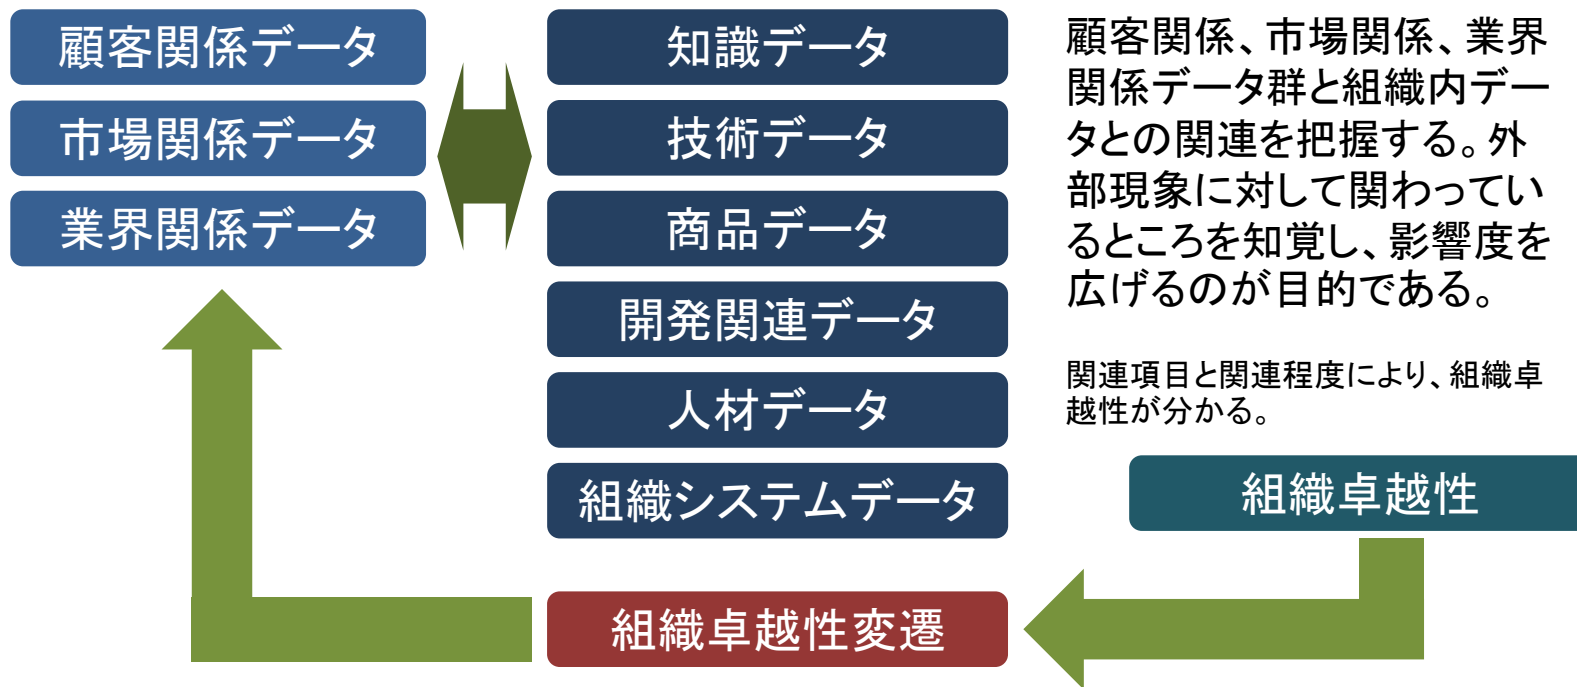 顧客関係データ
市場関係データ
業界関係データ
知識データ
技術データ
商品データ
開発関連データ
人材データ
組織システムデータ
顧客関係、市場関係、業界
関係データ群と組織内デー
タとの関連を把握する。外
部現象に対して関わってい
るところを知覚し、影響度を
広げるのが目的である。
関連項目と関連程度により、組織卓
越性が分かる。
組織卓越性
組織卓越性変遷